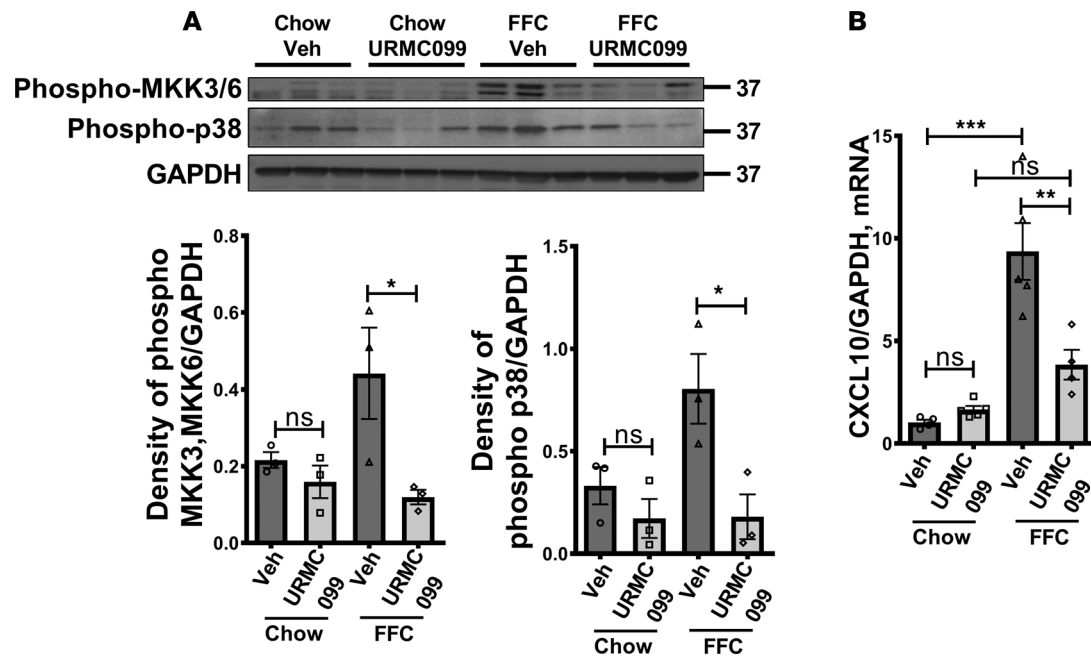 A
Chow
Veh
Chow
URMC099
FFC
Veh
FFC
URMC099
Phospho-MKK3/6
37
Phospho-p38
37
GAPDH
37
Density of phospho
MKK3,MKK6/GAPDH
0.8
0.6
0.4
0.2
0.0
ns
*
Veh
URMC
099
Veh
URMC
099
Chow
FFC
Density of
phospho p38/GAPDH
1.5
1.0
0.5
0.0
ns
*
Veh
URMC
099
Veh
URMC
099
Chow
FFC
B
CXCL10/GAPDH, mRNA
15
10
5
0
***
ns
**
ns
Veh
URMC
099
Veh
URMC
099
Chow
FFC